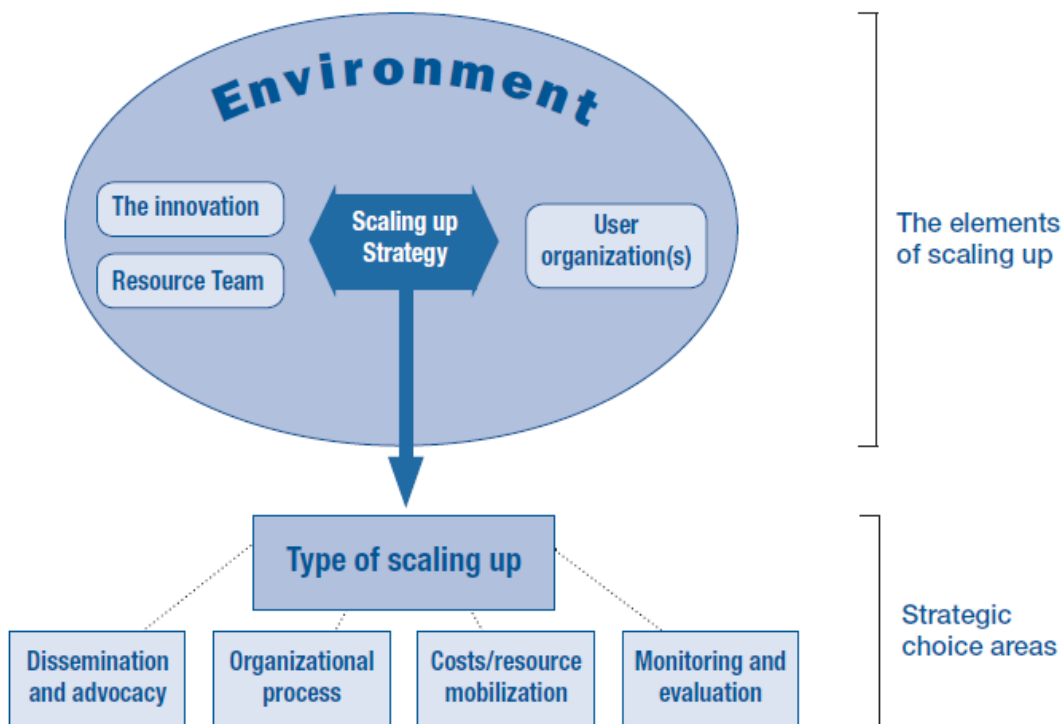 Environment
The innovation
Resource Team
Scaling up
Strategy
User
organization(s)
The elements
of scaling up
Type of scaling up
Dissemination
and advocacy
Organizational
process
Costs/resource
mobilization
Monitoring and
evaluation
Strategic
choice areas